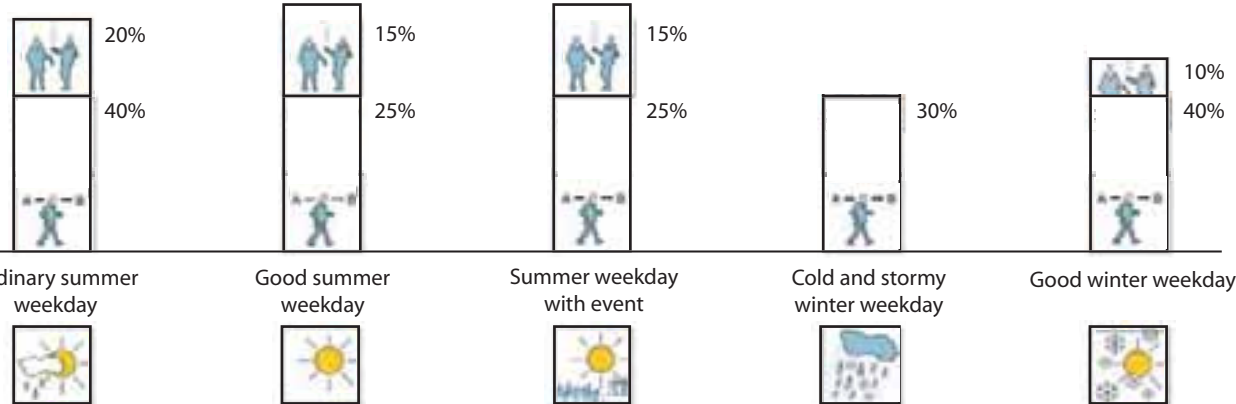 20%
15%
15%
10%
40%
25%
25%
30%
40%
A B
A B
A B
A B
A B
dinary summer
weekday
Good summer
weekday
Summer weekday
with event
Cold and stormy
winter weekday
Good winter weekday